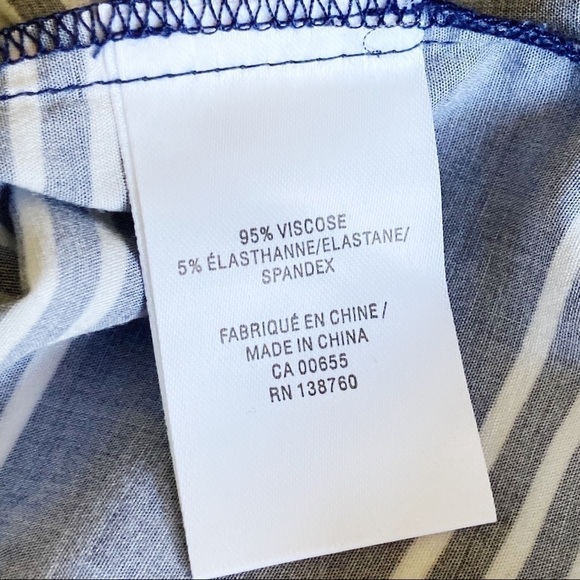 95% VISCOSE
5% ÉLASTHANNE/ELASTANE/
SPANDEX
FABRIQUÉ EN CHINE /
MADE IN CHINA
CA 00655
RN 138760